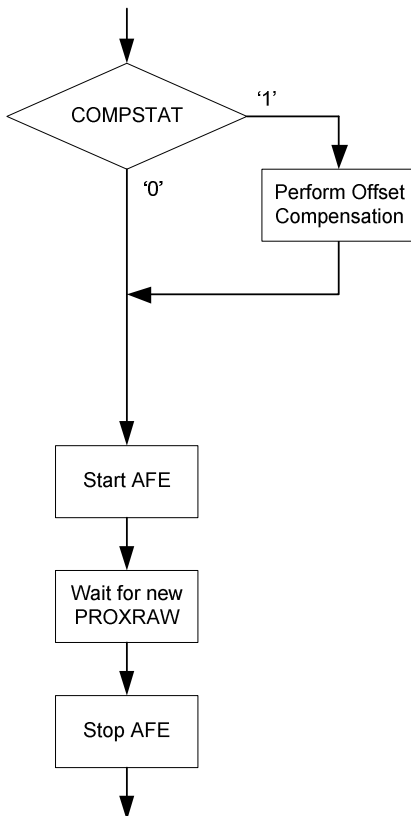 COMPSTAT
‘1’
Perform Offset
Compensation
‘0’
Start AFE
Wait for new
PROXRAW
Stop AFE